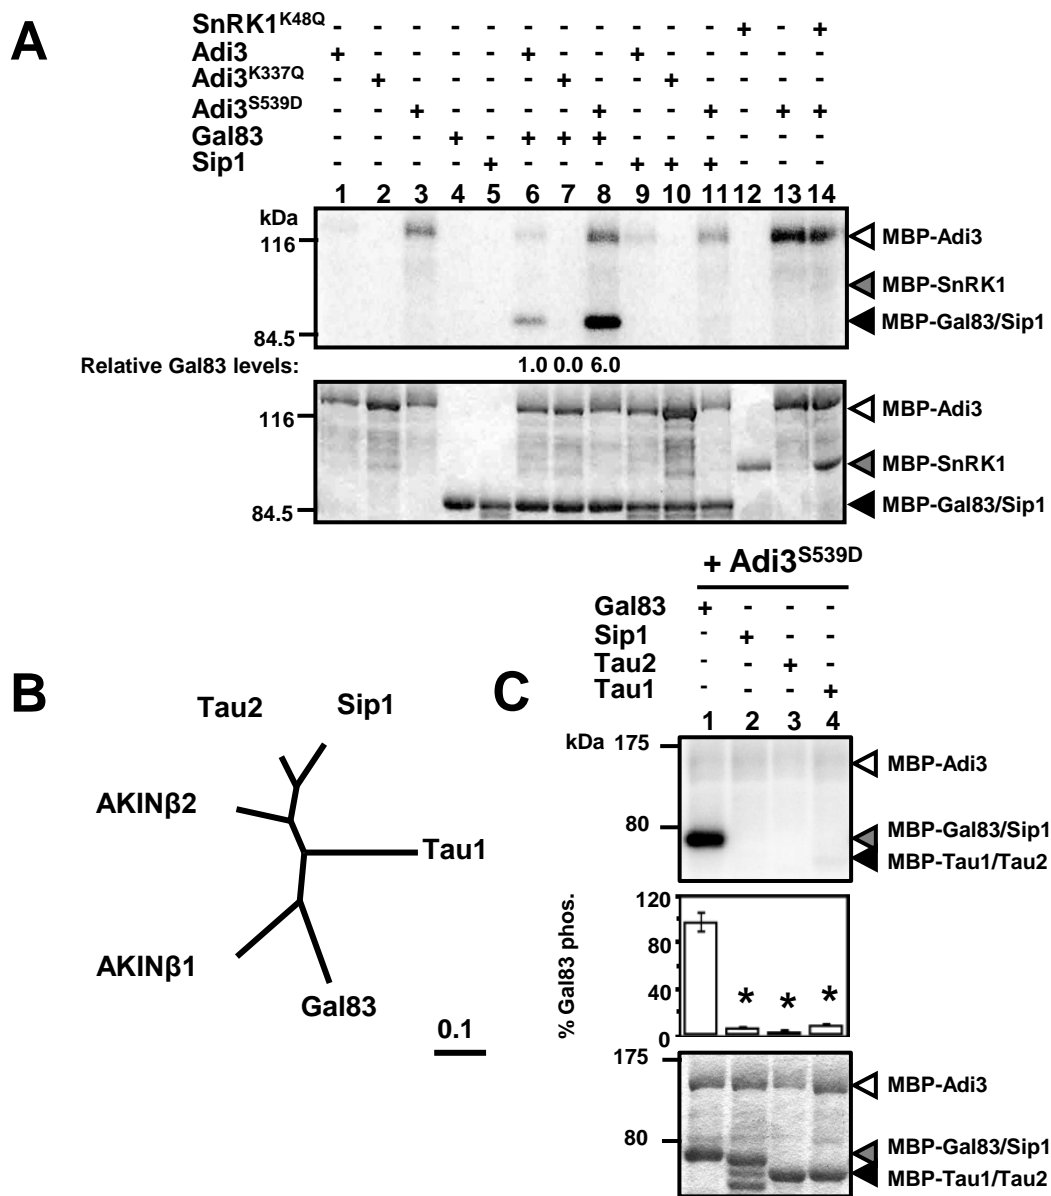 A
SnRK1K48Q - - - - - - - - - - - + - +
Adi3 + - - - - + - - + - - - - -
Adi3K337Q - + - - - - + - - + - - - -
Adi3S539D - - + - - - - + - - + - + +
Gal83 - - - + - + + + - - - - - -
Sip1 - - - - + - - - + + + - - -
1 2 3 4 5 6 7 8 9 10 11 12 13 14
kDa
116
84.5
MBP-Adi3
MBP-SnRK1
MBP-Gal83/Sip1
Relative Gal83 levels: 1.0 0.0 6.0
116
84.5
MBP-Adi3
MBP-SnRK1
MBP-Gal83/Sip1
B
Tau2
Sip1
AKINβ2
Tau1
AKINβ1
Gal83
0.1
C
+ Adi3S539D
Gal83 + - - -
Sip1 - + - -
Tau2 - - + -
Tau1 - - - +
1 2 3 4
kDa 175
80
MBP-Adi3
MBP-Gal83/Sip1
MBP-Tau1/Tau2
% Gal83 phos.
120
80
40
0
* * *
175
80
MBP-Adi3
MBP-Gal83/Sip1
MBP-Tau1/Tau2